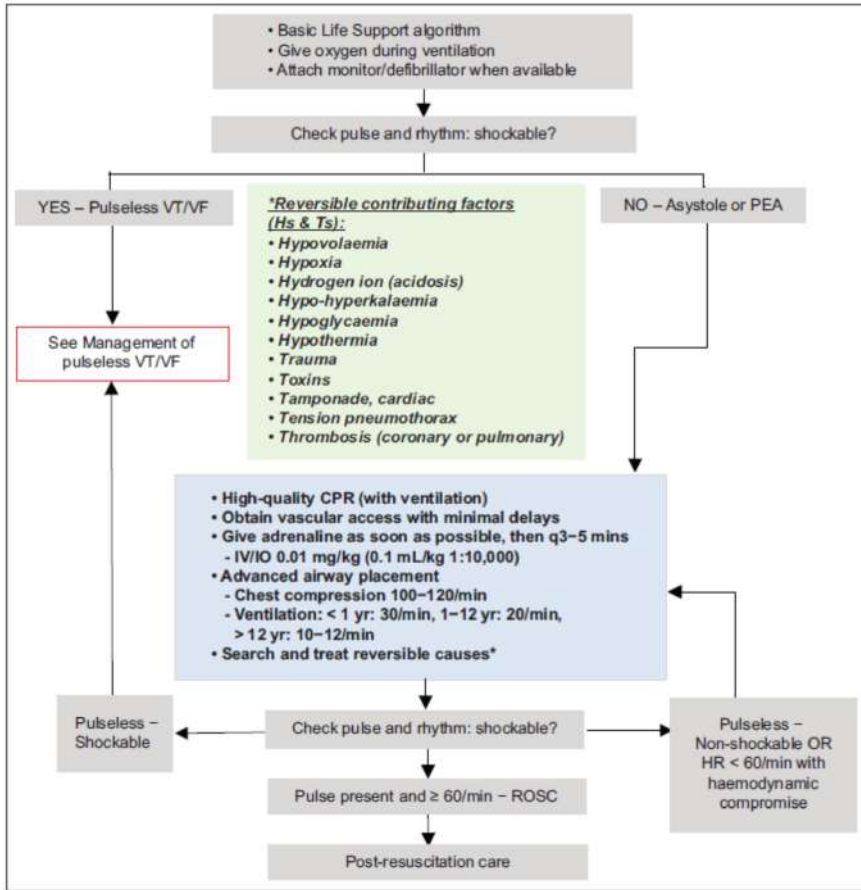 • Basic Life Support algorithm
• Give oxygen during ventilation
• Attach monitor/defibrillator when available
Check pulse and rhythm: shockable?
YES – Pulseless VT/VF
*Reversible contributing factors
(Hs & Ts):
• Hypovolaemia
• Hypoxia
• Hydrogen ion (acidosis)
• Hypo-hyperkalaemia
• Hypoglycaemia
• Hypothermia
• Trauma
• Toxins
• Tamponade, cardiac
• Tension pneumothorax
• Thrombosis (coronary or pulmonary)
NO – Asystole or PEA
See Management of
pulseless VT/VF
• High-quality CPR (with ventilation)
• Obtain vascular access with minimal delays
• Give adrenaline as soon as possible, then q3−5 mins
- IV/IO 0.01 mg/kg (0.1 mL/kg 1:10,000)
• Advanced airway placement
- Chest compression 100−120/min
- Ventilation: < 1 yr: 30/min, 1−12 yr: 20/min,
> 12 yr: 10−12/min
• Search and treat reversible causes*
Pulseless –
Shockable
Check pulse and rhythm: shockable?
Pulseless –
Non-shockable OR
HR < 60/min with
haemodynamic
compromise
Pulse present and ≥ 60/min − ROSC
Post-resuscitation care